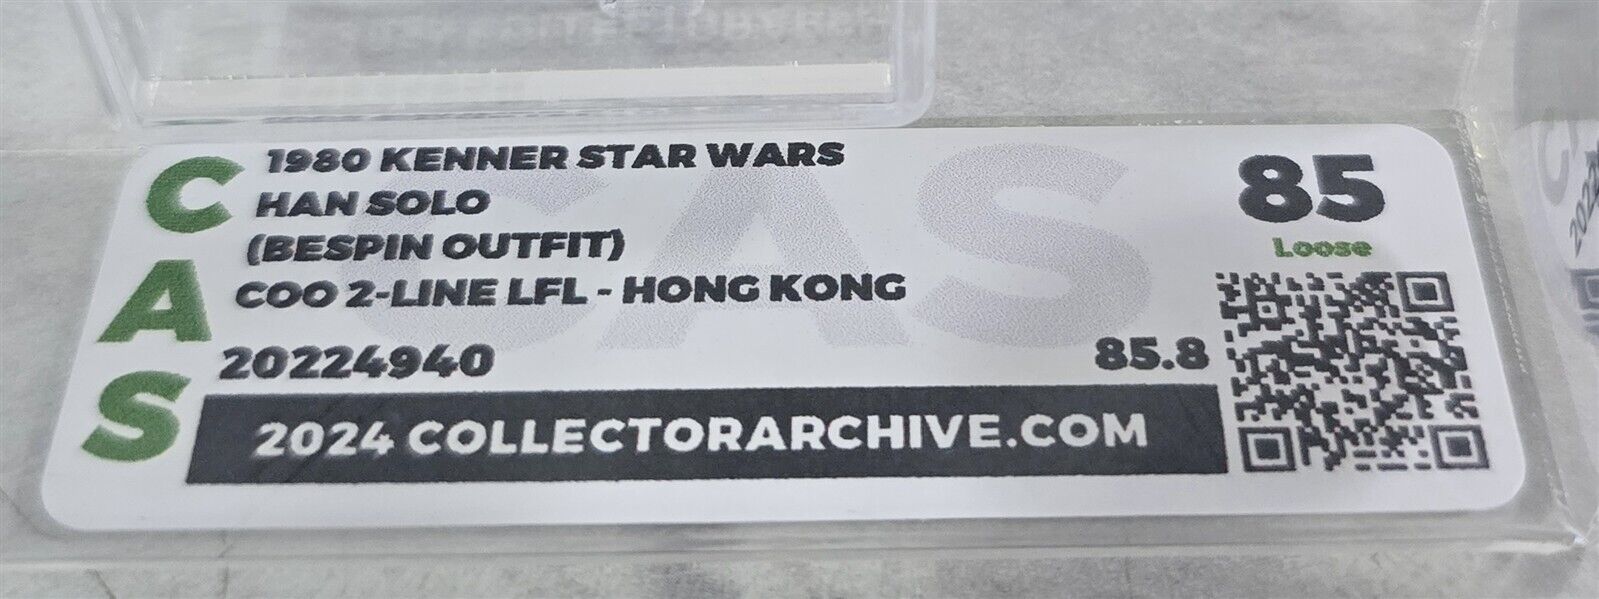 CAS
1980 KENNER STAR WARS
HAN SOLO
(BESPIN OUTFIT)
COO 2-LINE LFL - HONG KONG
20224940
85
Loose
85.8
2024 COLLECTORARCHIVE.COM
CAS